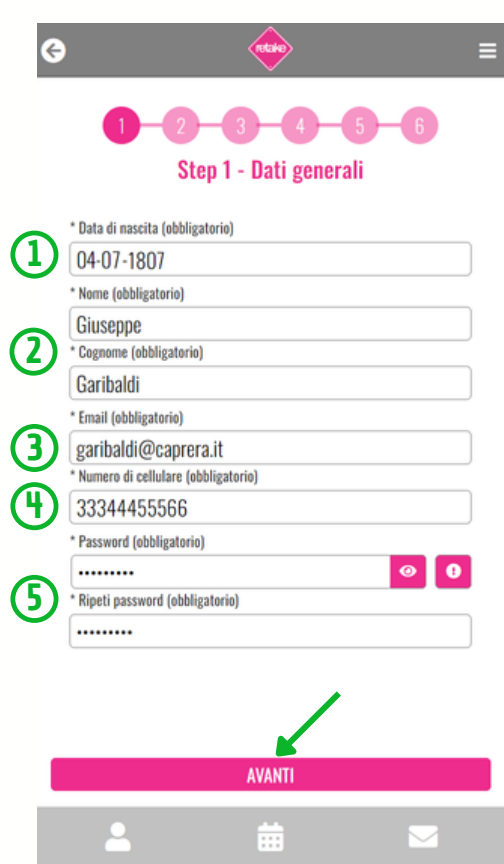 retake
1 2 3 4 5 6
Step 1 - Dati generali
* Data di nascita (obbligatorio)
1
04-07-1807
* Nome (obbligatorio)
Giuseppe
2
* Cognome (obbligatorio)
Garibaldi
* Email (obbligatorio)
3
garibaldi@caprera.it
* Numero di cellulare (obbligatorio)
4
33344455566
* Password (obbligatorio)
•••••••••
5
* Ripeti password (obbligatorio)
•••••••••
AVANTI